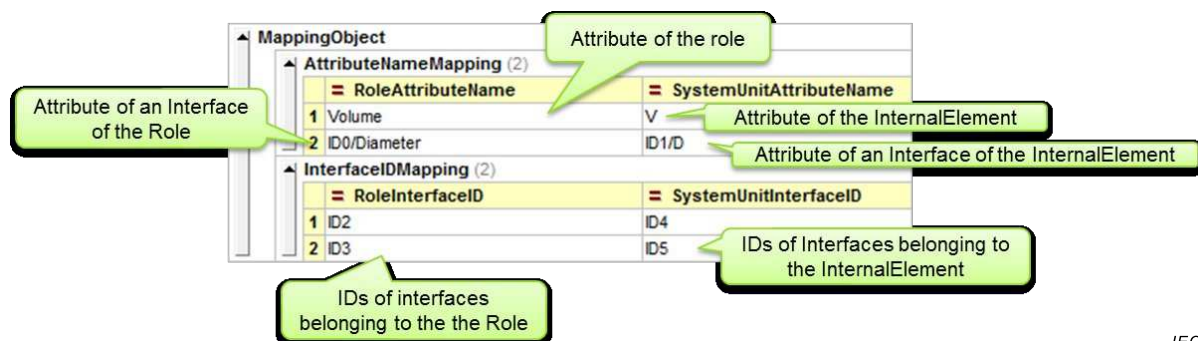 MappingObject
Attribute of the role
AttributeNameMapping (2)
= RoleAttributeName
= SystemUnitAttributeName
Attribute of an Interface
of the Role
1 Volume
V
Attribute of the InternalElement
2 ID0/Diameter
ID1/D
Attribute of an Interface of the InternalElement
InterfaceIDMapping (2)
= RoleInterfaceID
= SystemUnitInterfaceID
1 ID2
ID4
2 ID3
ID5
IDs of Interfaces belonging to
the InternalElement
IDs of interfaces
belonging to the the Role